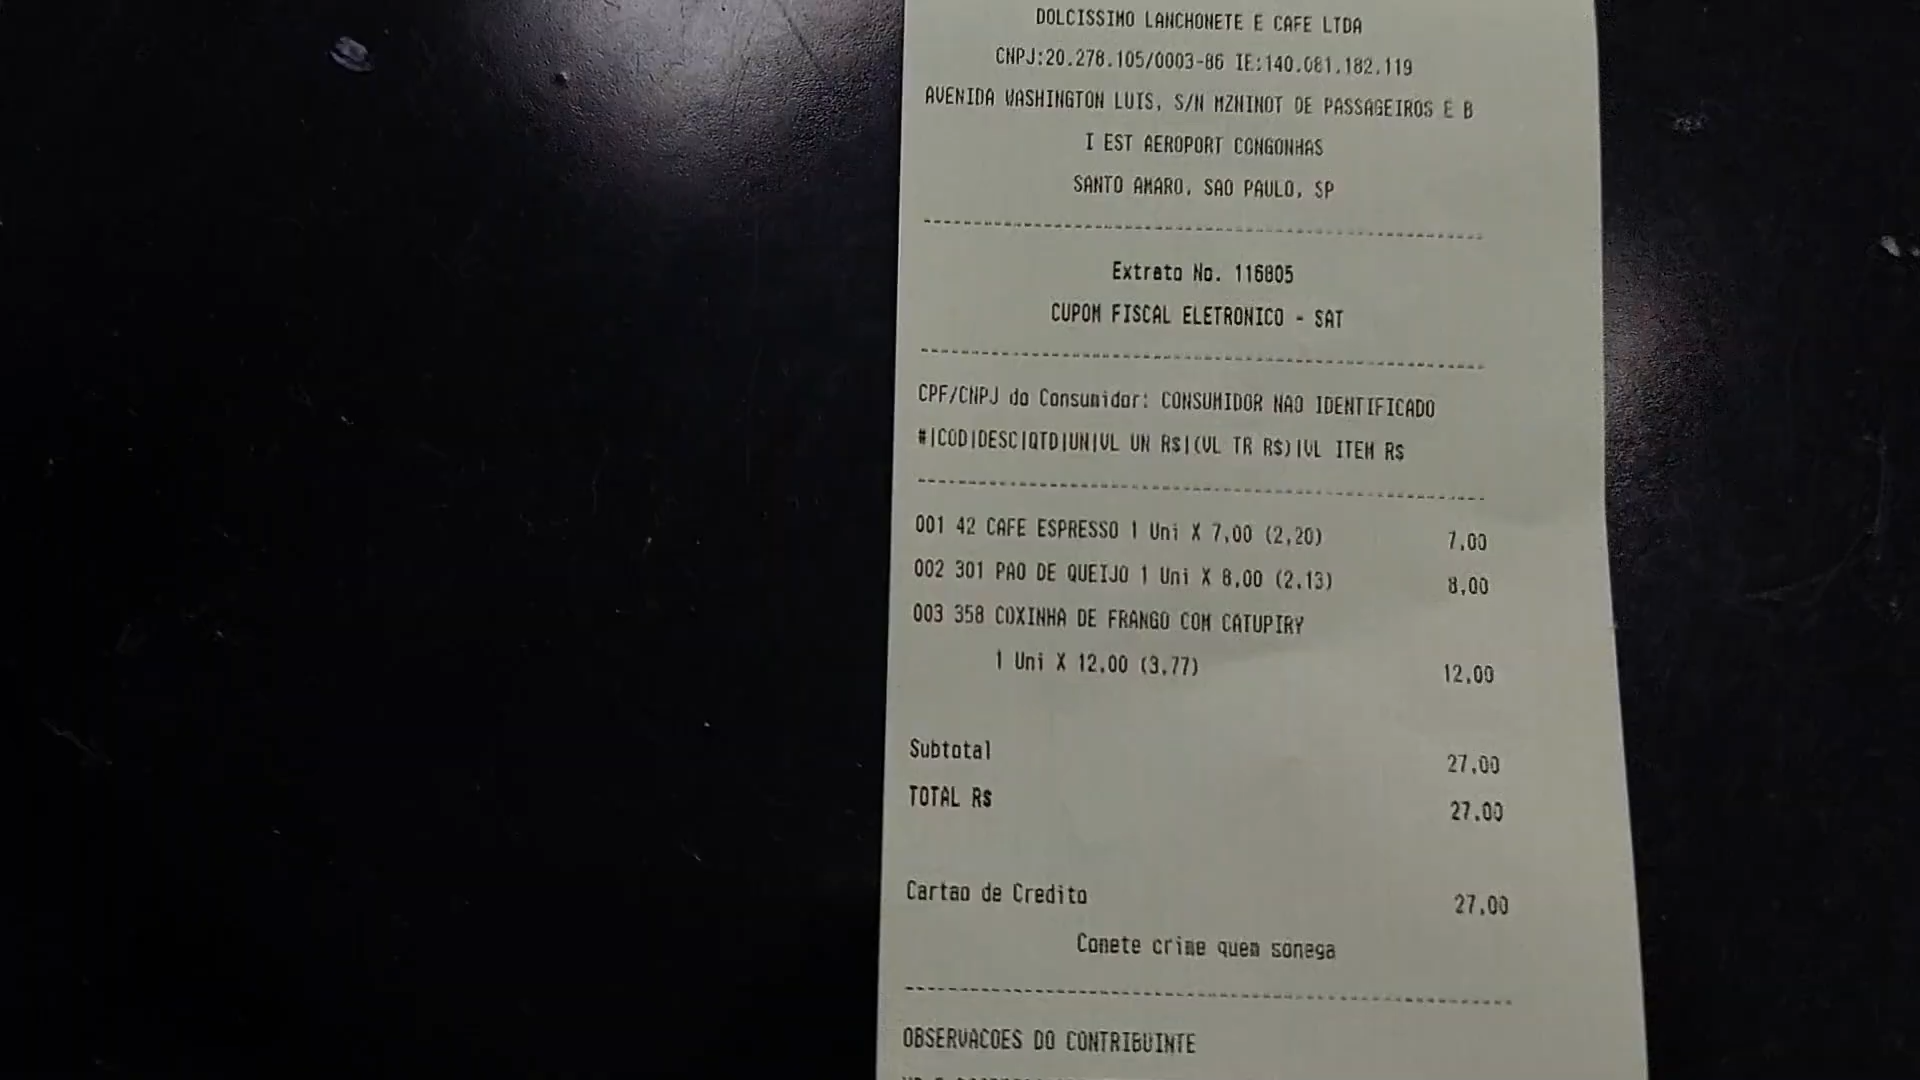 DOLCISSIMO LANCHONETE E CAFE LTDA
CNPJ:20.278.105/0003-86 IE:140.081.182.119
AVENIDA WASHINGTON LUIS, S/N MZNINOT DE PASSAGEIROS E B
I EST AEROPORT CONGONHAS
SANTO AMARO, SAO PAULO, SP
Extrato No. 116805
CUPOM FISCAL ELETRONICO - SAT
CPF/CNPJ do Consumidor: CONSUMIDOR NAO IDENTIFICADO
#|COD|DESC|QTD|UN|VL UN R$|(VL TR R$)|VL ITEM R$
001 42 CAFE ESPRESSO 1 Uni X 7,00 (2,20) 7,00
002 301 PAO DE QUEIJO 1 Uni X 8,00 (2,13) 8,00
003 358 COXINHA DE FRANGO COM CATUPIRY
1 Uni X 12,00 (3,77) 12,00
Subtotal 27,00
TOTAL R$ 27,00
Cartao de Credito 27,00
Comete crime quem sonega
OBSERVACOES DO CONTRIBUINTE